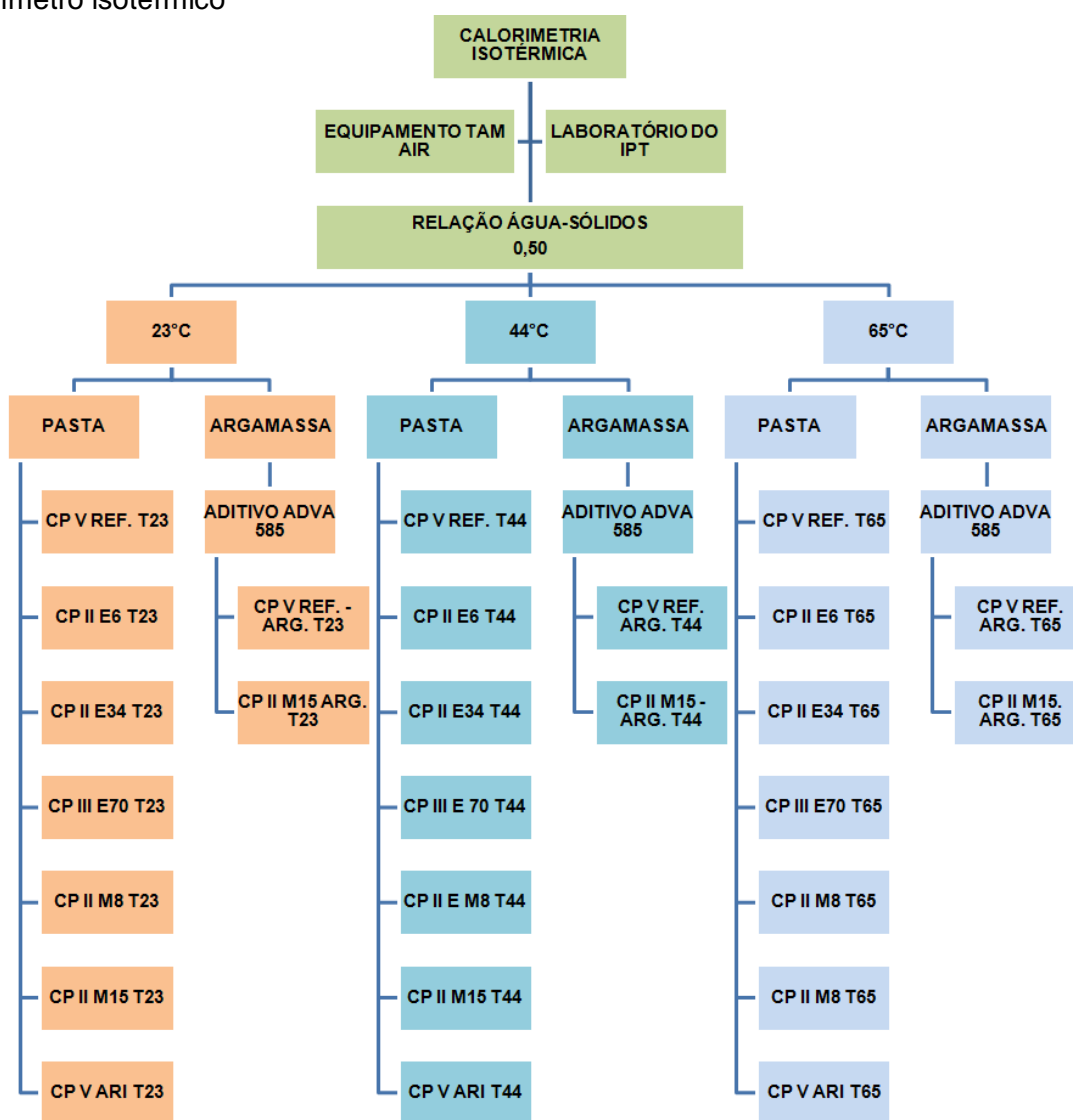 CALORIMETRIA
ISOTÉRMICA
EQUIPAMENTO TAM
AIR
LABORATÓRIO DO
IPT
RELAÇÃO ÁGUA-SÓLIDOS
0,50
23°C
PASTA
CP V REF. T23
CP II E6 T23
CP II E34 T23
CP III E70 T23
CP II M8 T23
CP II M15 T23
CP V ARI T23
ARGAMASSA
ADITIVO ADVA
585
CP V REF. -
ARG. T23
CP II M15 ARG.
T23
44°C
PASTA
CP V REF. T44
CP II E6 T44
CP II E34 T44
CP III E 70 T44
CP II E M8 T44
CP II M15 T44
CP V ARI T44
ARGAMASSA
ADITIVO ADVA
585
CP V REF.
ARG. T44
CP II M15 -
ARG. T44
65°C
PASTA
CP V REF. T65
CP II E6 T65
CP II E34 T65
CP III E70 T65
CP II M8 T65
CP II M8 T65
CP V ARI T65
ARGAMASSA
ADITIVO ADVA
585
CP V REF.
ARG. T65
CP II M15.
ARG. T65